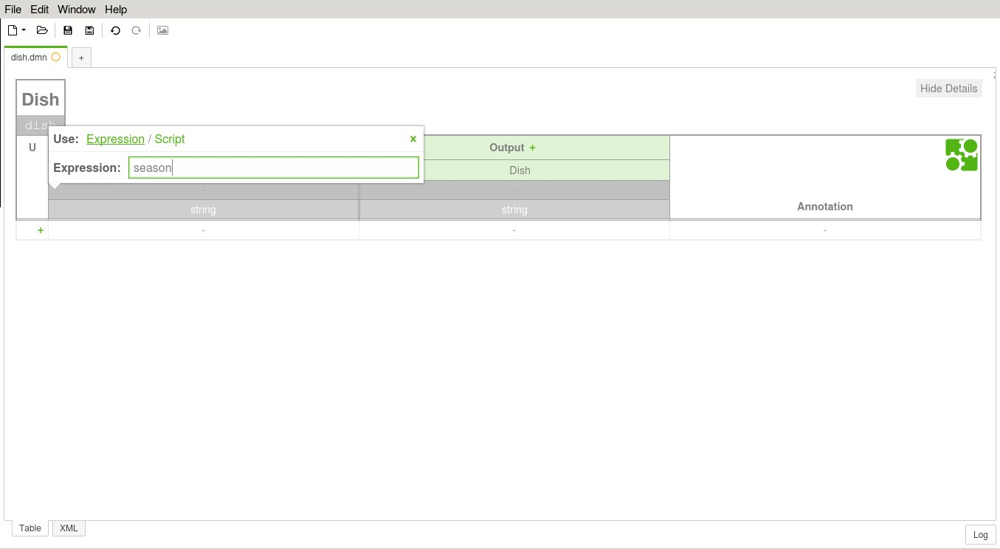 File Edit Window Help
dish.dmn +
Dish
Hide Details
dish
Use: Expression / Script ×
U Output +
Expression: season
Dish
- -
string string Annotation
+ - - -
Table XML
Log